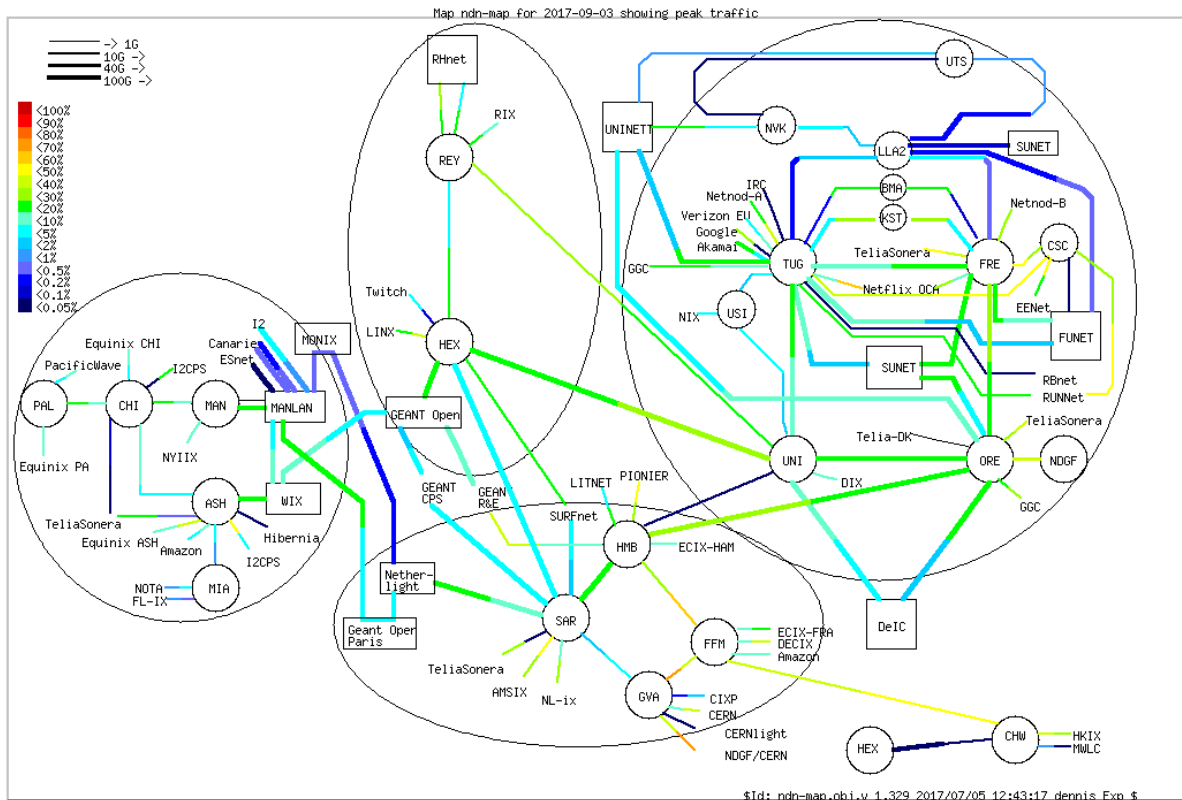 Map ndn-map for 2017-09-03 showing peak traffic
-> 1G
10G ->
40G ->
100G ->
<100%
<90%
<80%
<70%
<60%
<50%
<40%
<30%
<20%
<10%
<5%
<2%
<1%
<0.5%
<0.2%
<0.1%
<0.05%
RHnet
RIX
REY
Twitch
LINX
HEX
GEANT Open
GEANT
CPS
GEAN
R&E
UTS
UNINETT
NVK
LLA2
SUNET
IRC
Netnod-A
BMA
Netnod-B
Verizon EU
KST
Google
Akamai
CSC
TeliaSonera
GGC
TUG
FRE
Netflix OCA
EENet
NIX
USI
FUNET
SUNET
RBnet
RUNNet
TeliaSonera
Telia-DK
UNI
ORE
NDGF
DIX
GGC
DeIC
I2
Canarie
ESnet
MONIX
Equinix CHI
PacificWave
I2CPS
PAL
CHI
MAN
MANLAN
NYIIX
Equinix PA
ASH
WIX
TeliaSonera
Equinix ASH
Hibernia
Amazon
I2CPS
NOTA
FL-IX
MIA
PIONIER
LITNET
SURFnet
HMB
ECIX-HAM
Nether-
light
SAR
Geant Oper
Paris
FFM
ECIX-FRA
DECIX
Amazon
TeliaSonera
AMSIX
NL-ix
GVA
CIXP
CERN
CERNlight
NDGF/CERN
HEX
CHW
HKIX
MWLC
$Id: ndn-map.obj,v 1.329 2017/07/05 12:43:17 dennis Exp $